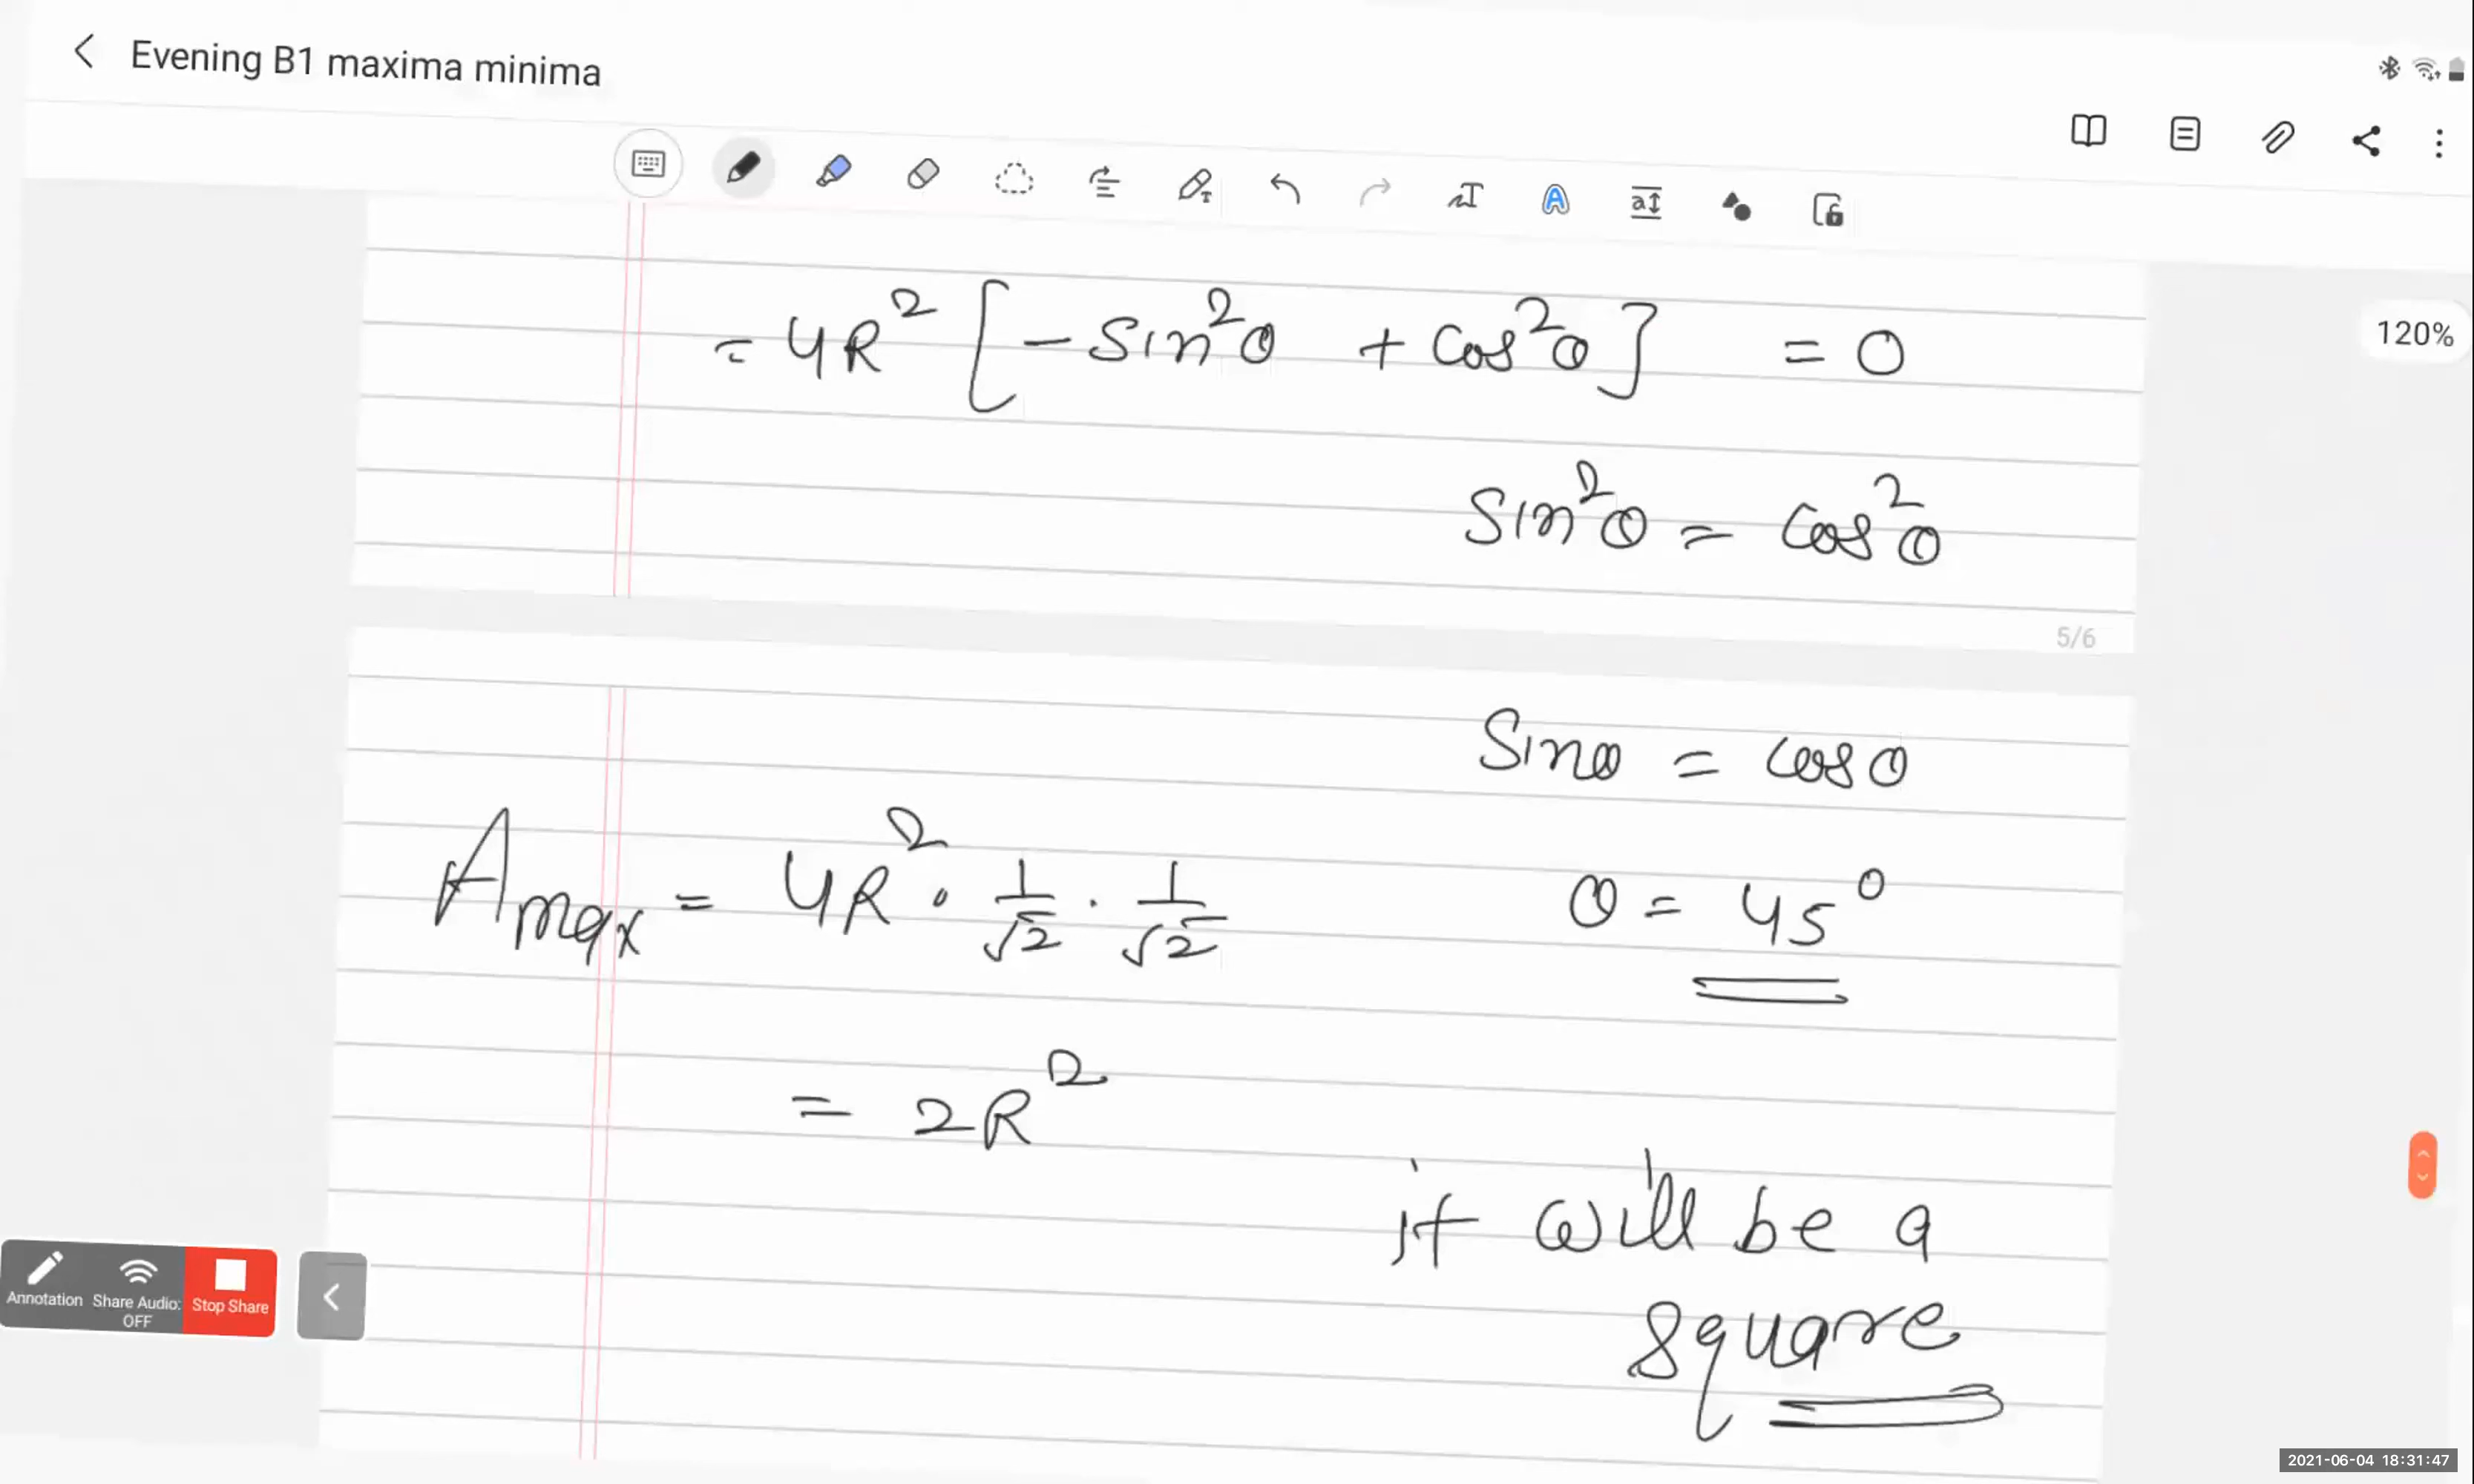 Evening B1 maxima minima
120%
= 4R² [ - Sin²θ + Cos²θ ] = 0
Sin²θ = Cos²θ
5/6
Sinθ = Cosθ
Amax = 4R² . 1/√2 . 1/√2
θ = 45°
= 2R²
it will be a
square
Annotation
Share Audio:
OFF
Stop Share
2021-06-04 18:31:47